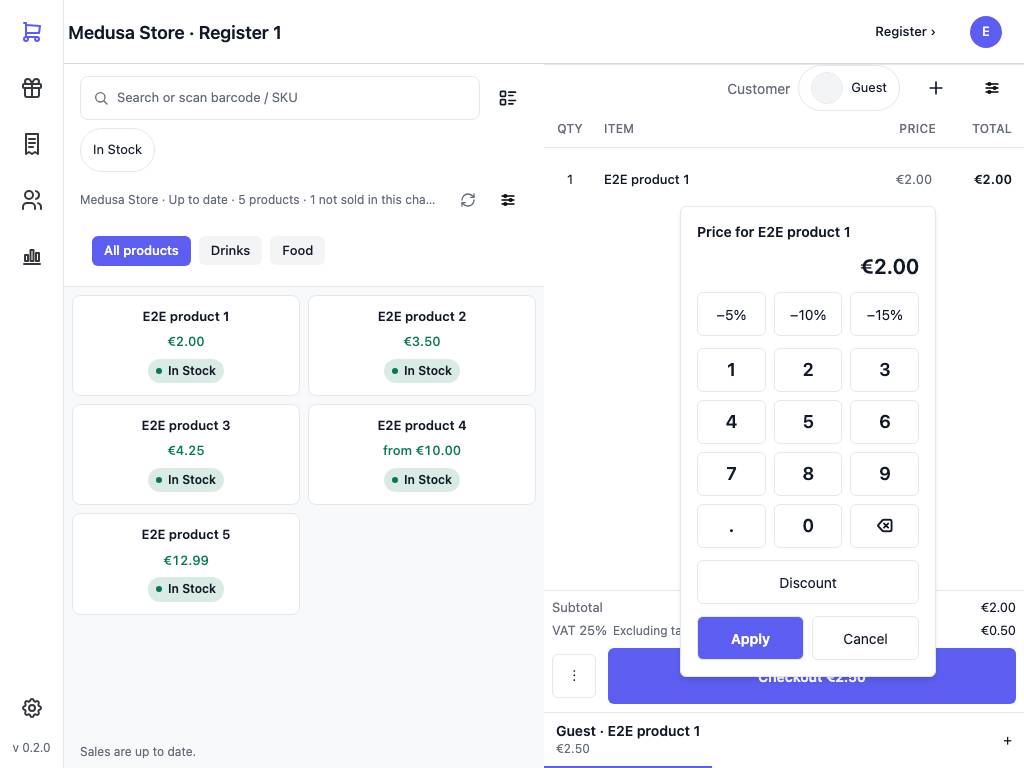 Medusa Store · Register 1
Register ›
E
Search or scan barcode / SKU
In Stock
Medusa Store · Up to date · 5 products · 1 not sold in this cha...
All products
Drinks
Food
E2E product 1
€2.00
In Stock
E2E product 2
€3.50
In Stock
E2E product 3
€4.25
In Stock
E2E product 4
from €10.00
In Stock
E2E product 5
€12.99
In Stock
Sales are up to date.
v 0.2.0
Customer
Guest
QTY ITEM PRICE TOTAL
1 E2E product 1 €2.00 €2.00
Price for E2E product 1
€2.00
−5% −10% −15%
1 2 3
4 5 6
7 8 9
. 0
Discount
Apply Cancel
Subtotal €2.00
VAT 25% Excluding ta €0.50
Checkout €2.50
Guest · E2E product 1
€2.50
+